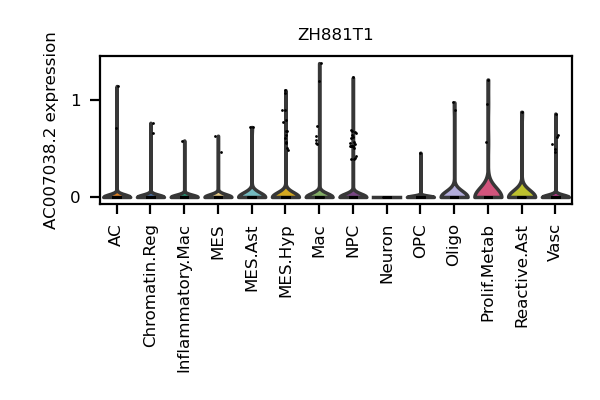 ZH881T1
AC007038.2 expression
1
0
AC
Chromatin.Reg
Inflammatory.Mac
MES
MES.Ast
MES.Hyp
Mac
NPC
Neuron
OPC
Oligo
Prolif.Metab
Reactive.Ast
Vasc